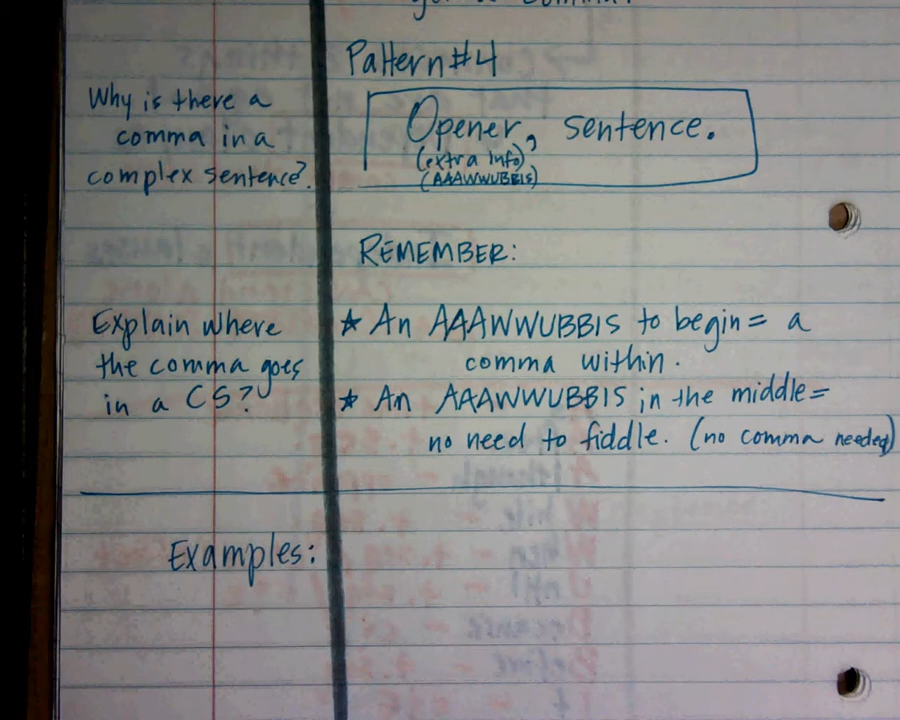 Pattern #4
Why is there a
comma in a
complex sentence?
Opener, sentence.
(extra info)
(AAAWWUBBIS)
REMEMBER:
Explain where
the comma goes
in a CS?
★ An AAAWWUBBIS to begin = a
comma within.
★ An AAAWWUBBIS in the middle =
no need to fiddle. (no comma needed)
Examples: